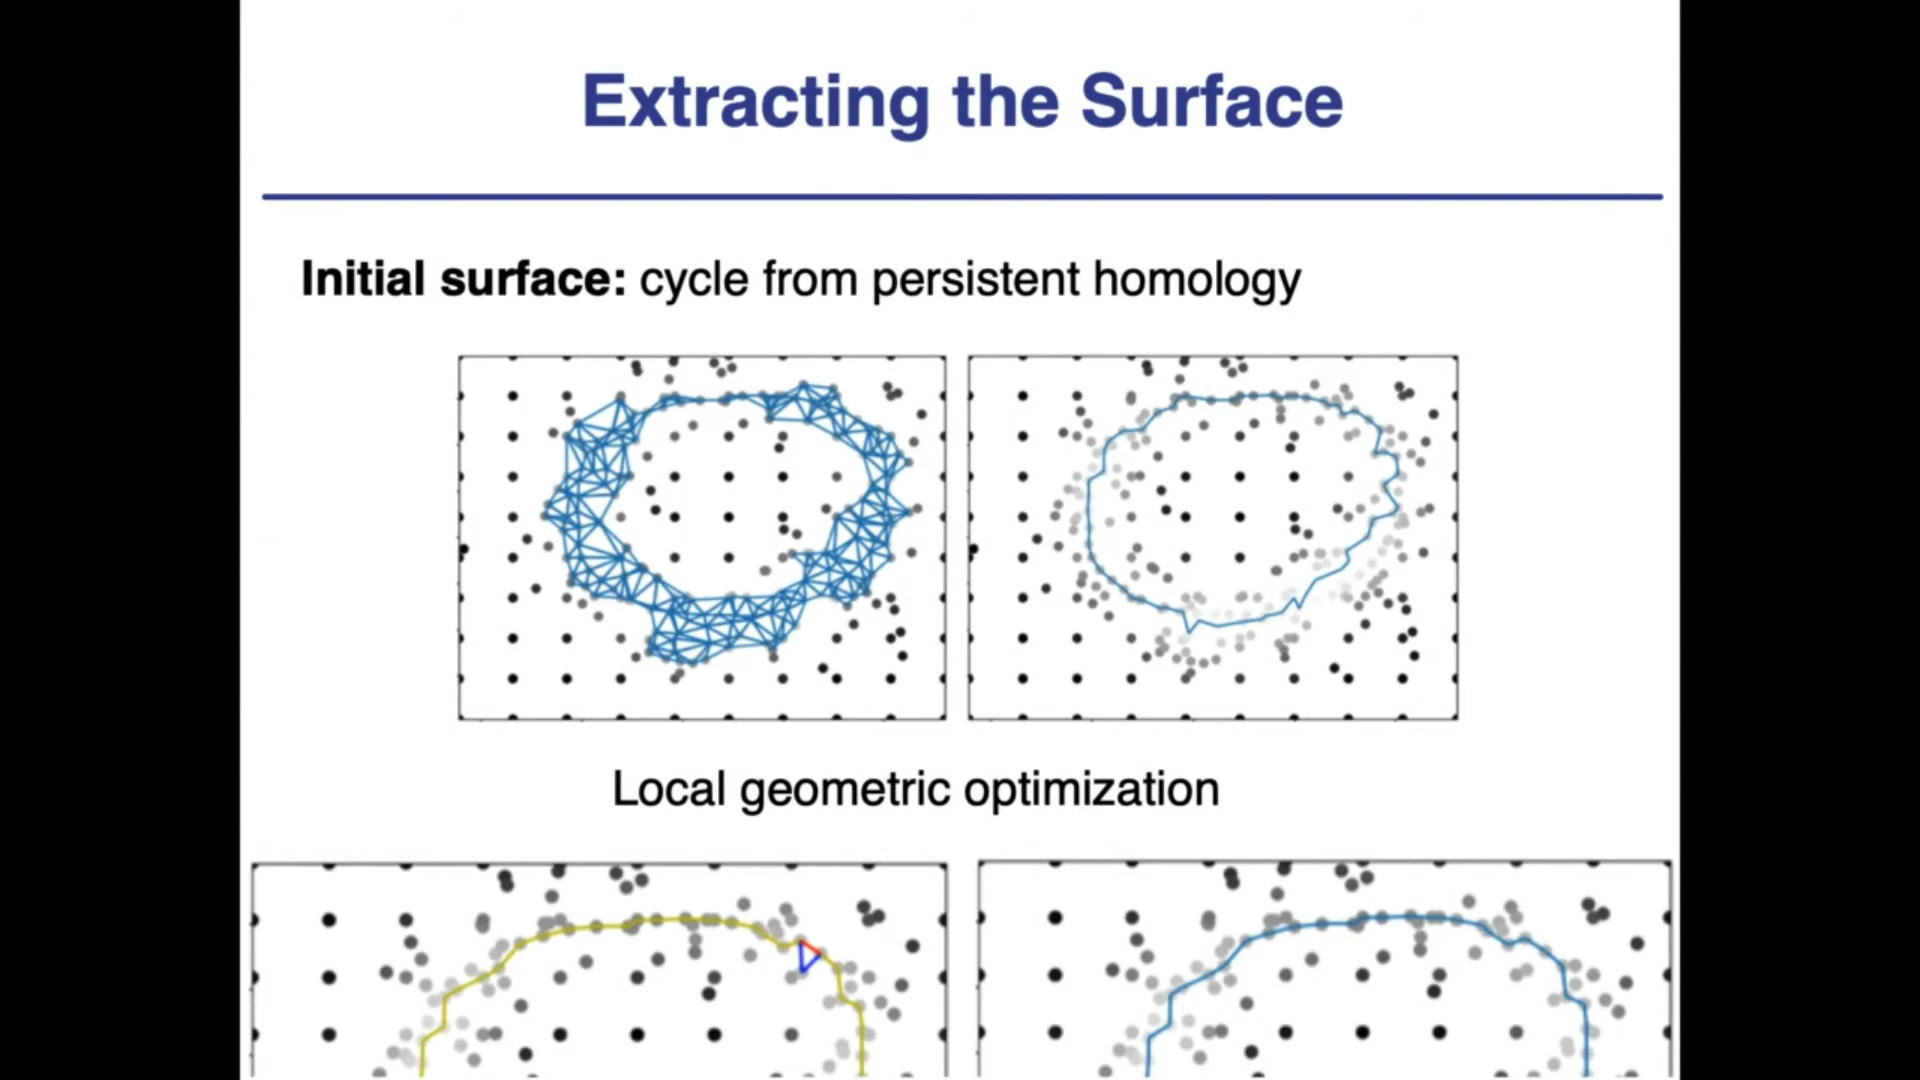 Extracting the Surface
Initial surface: cycle from persistent homology
Local geometric optimization